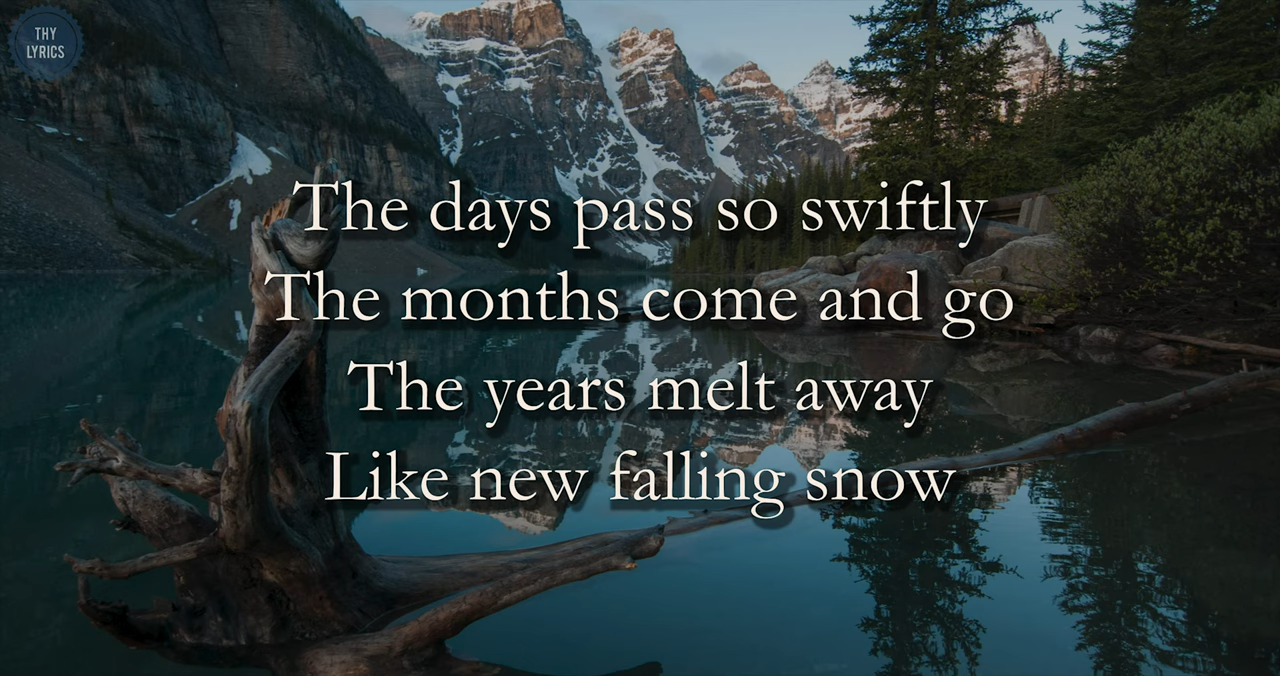 THY
LYRICS
The days pass so swiftly
The months come and go
The years melt away
Like new falling snow